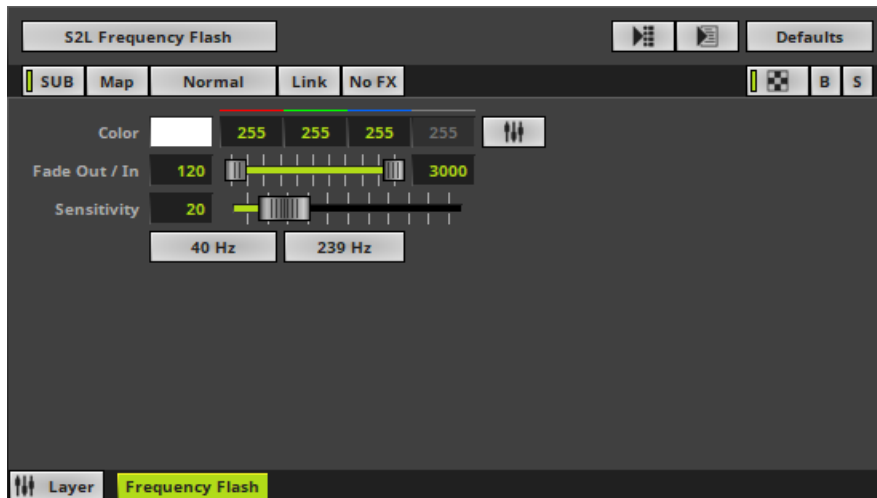 S2L Frequency Flash Defaults
SUB Map Normal Link No FX B S
Color 255 255 255 255
Fade Out / In 120 3000
Sensitivity 20
40 Hz 239 Hz
Layer Frequency Flash